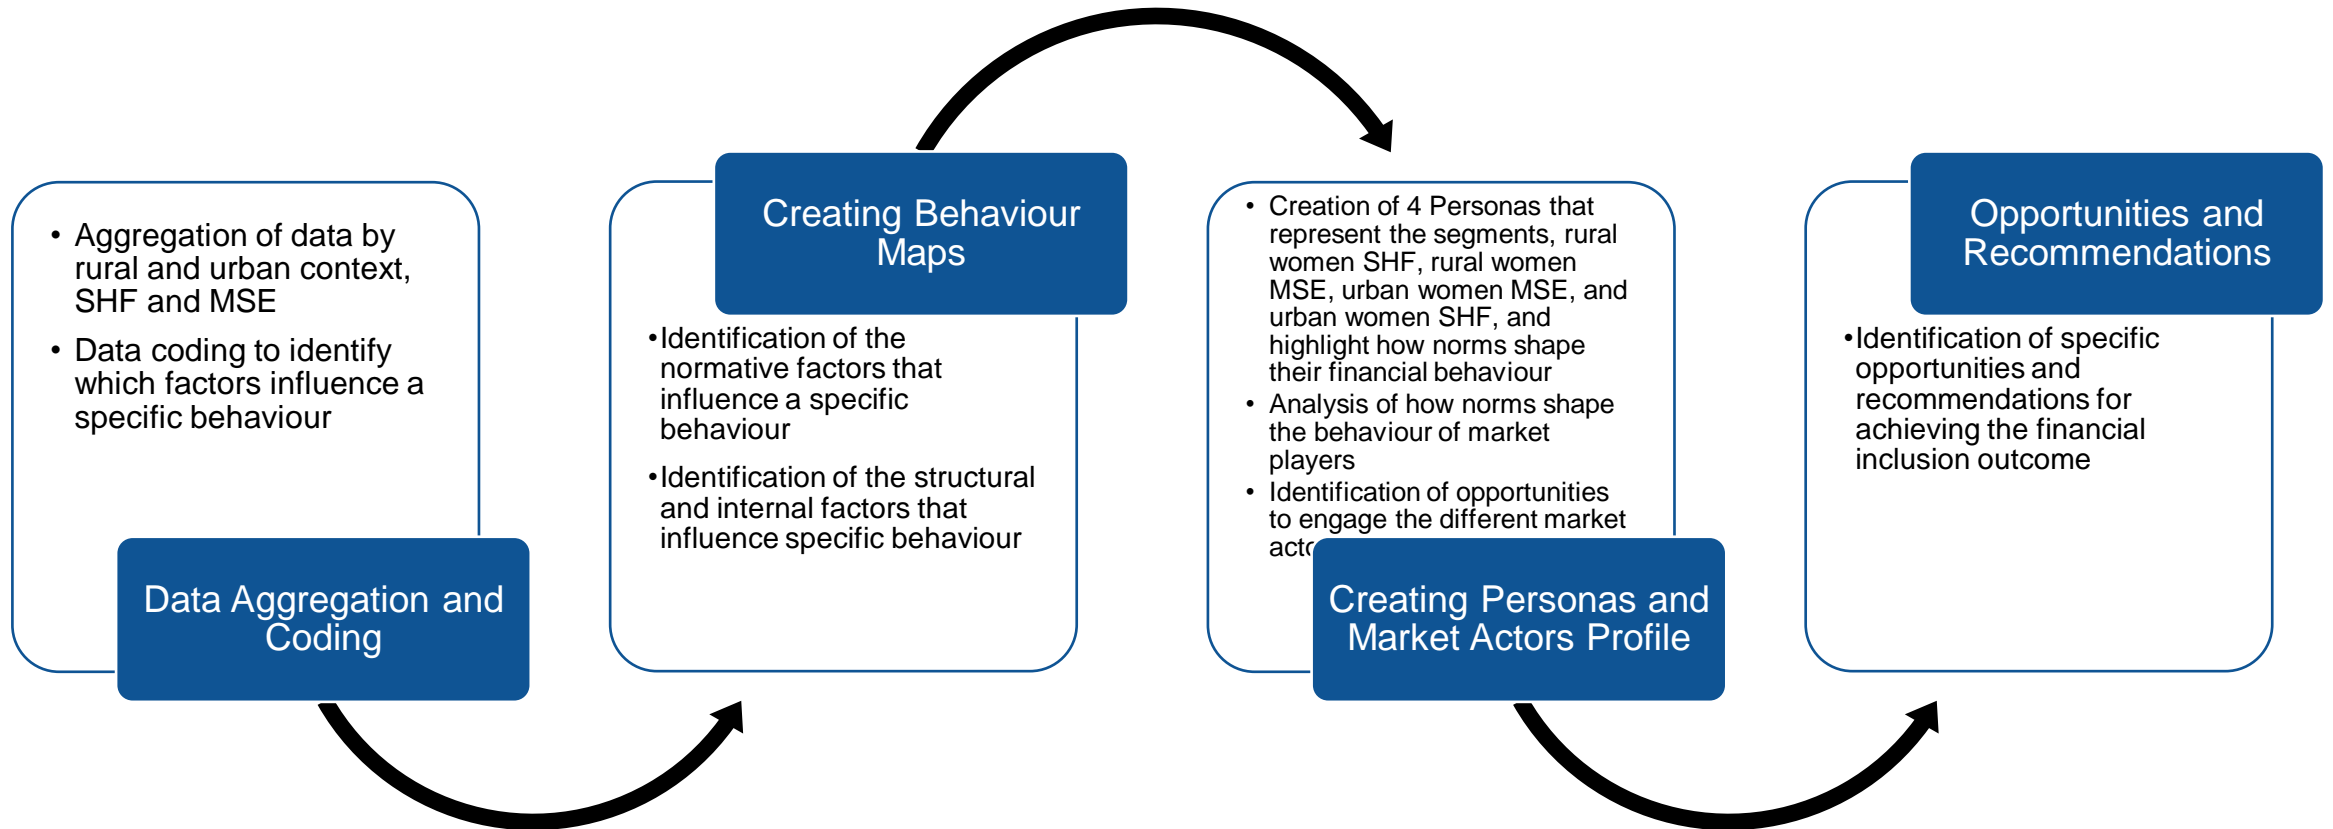 • Aggregation of data by
rural and urban context,
SHF and MSE
• Data coding to identify
which factors influence a
specific behaviour
Data Aggregation and
Coding
Creating Behaviour
Maps
•Identification of the
normative factors that
influence a specific
behaviour
•Identification of the structural
and internal factors that
influence specific behaviour
• Creation of 4 Personas that
represent the segments, rural
women SHF, rural women
MSE, urban women MSE, and
urban women SHF, and
highlight how norms shape
their financial behaviour
• Analysis of how norms shape
the behaviour of market
players
• Identification of opportunities
to engage the different market
Creating Personas and
Market Actors Profile
Opportunities and
Recommendations
•Identification of specific
opportunities and
recommendations for
achieving the financial
inclusion outcome